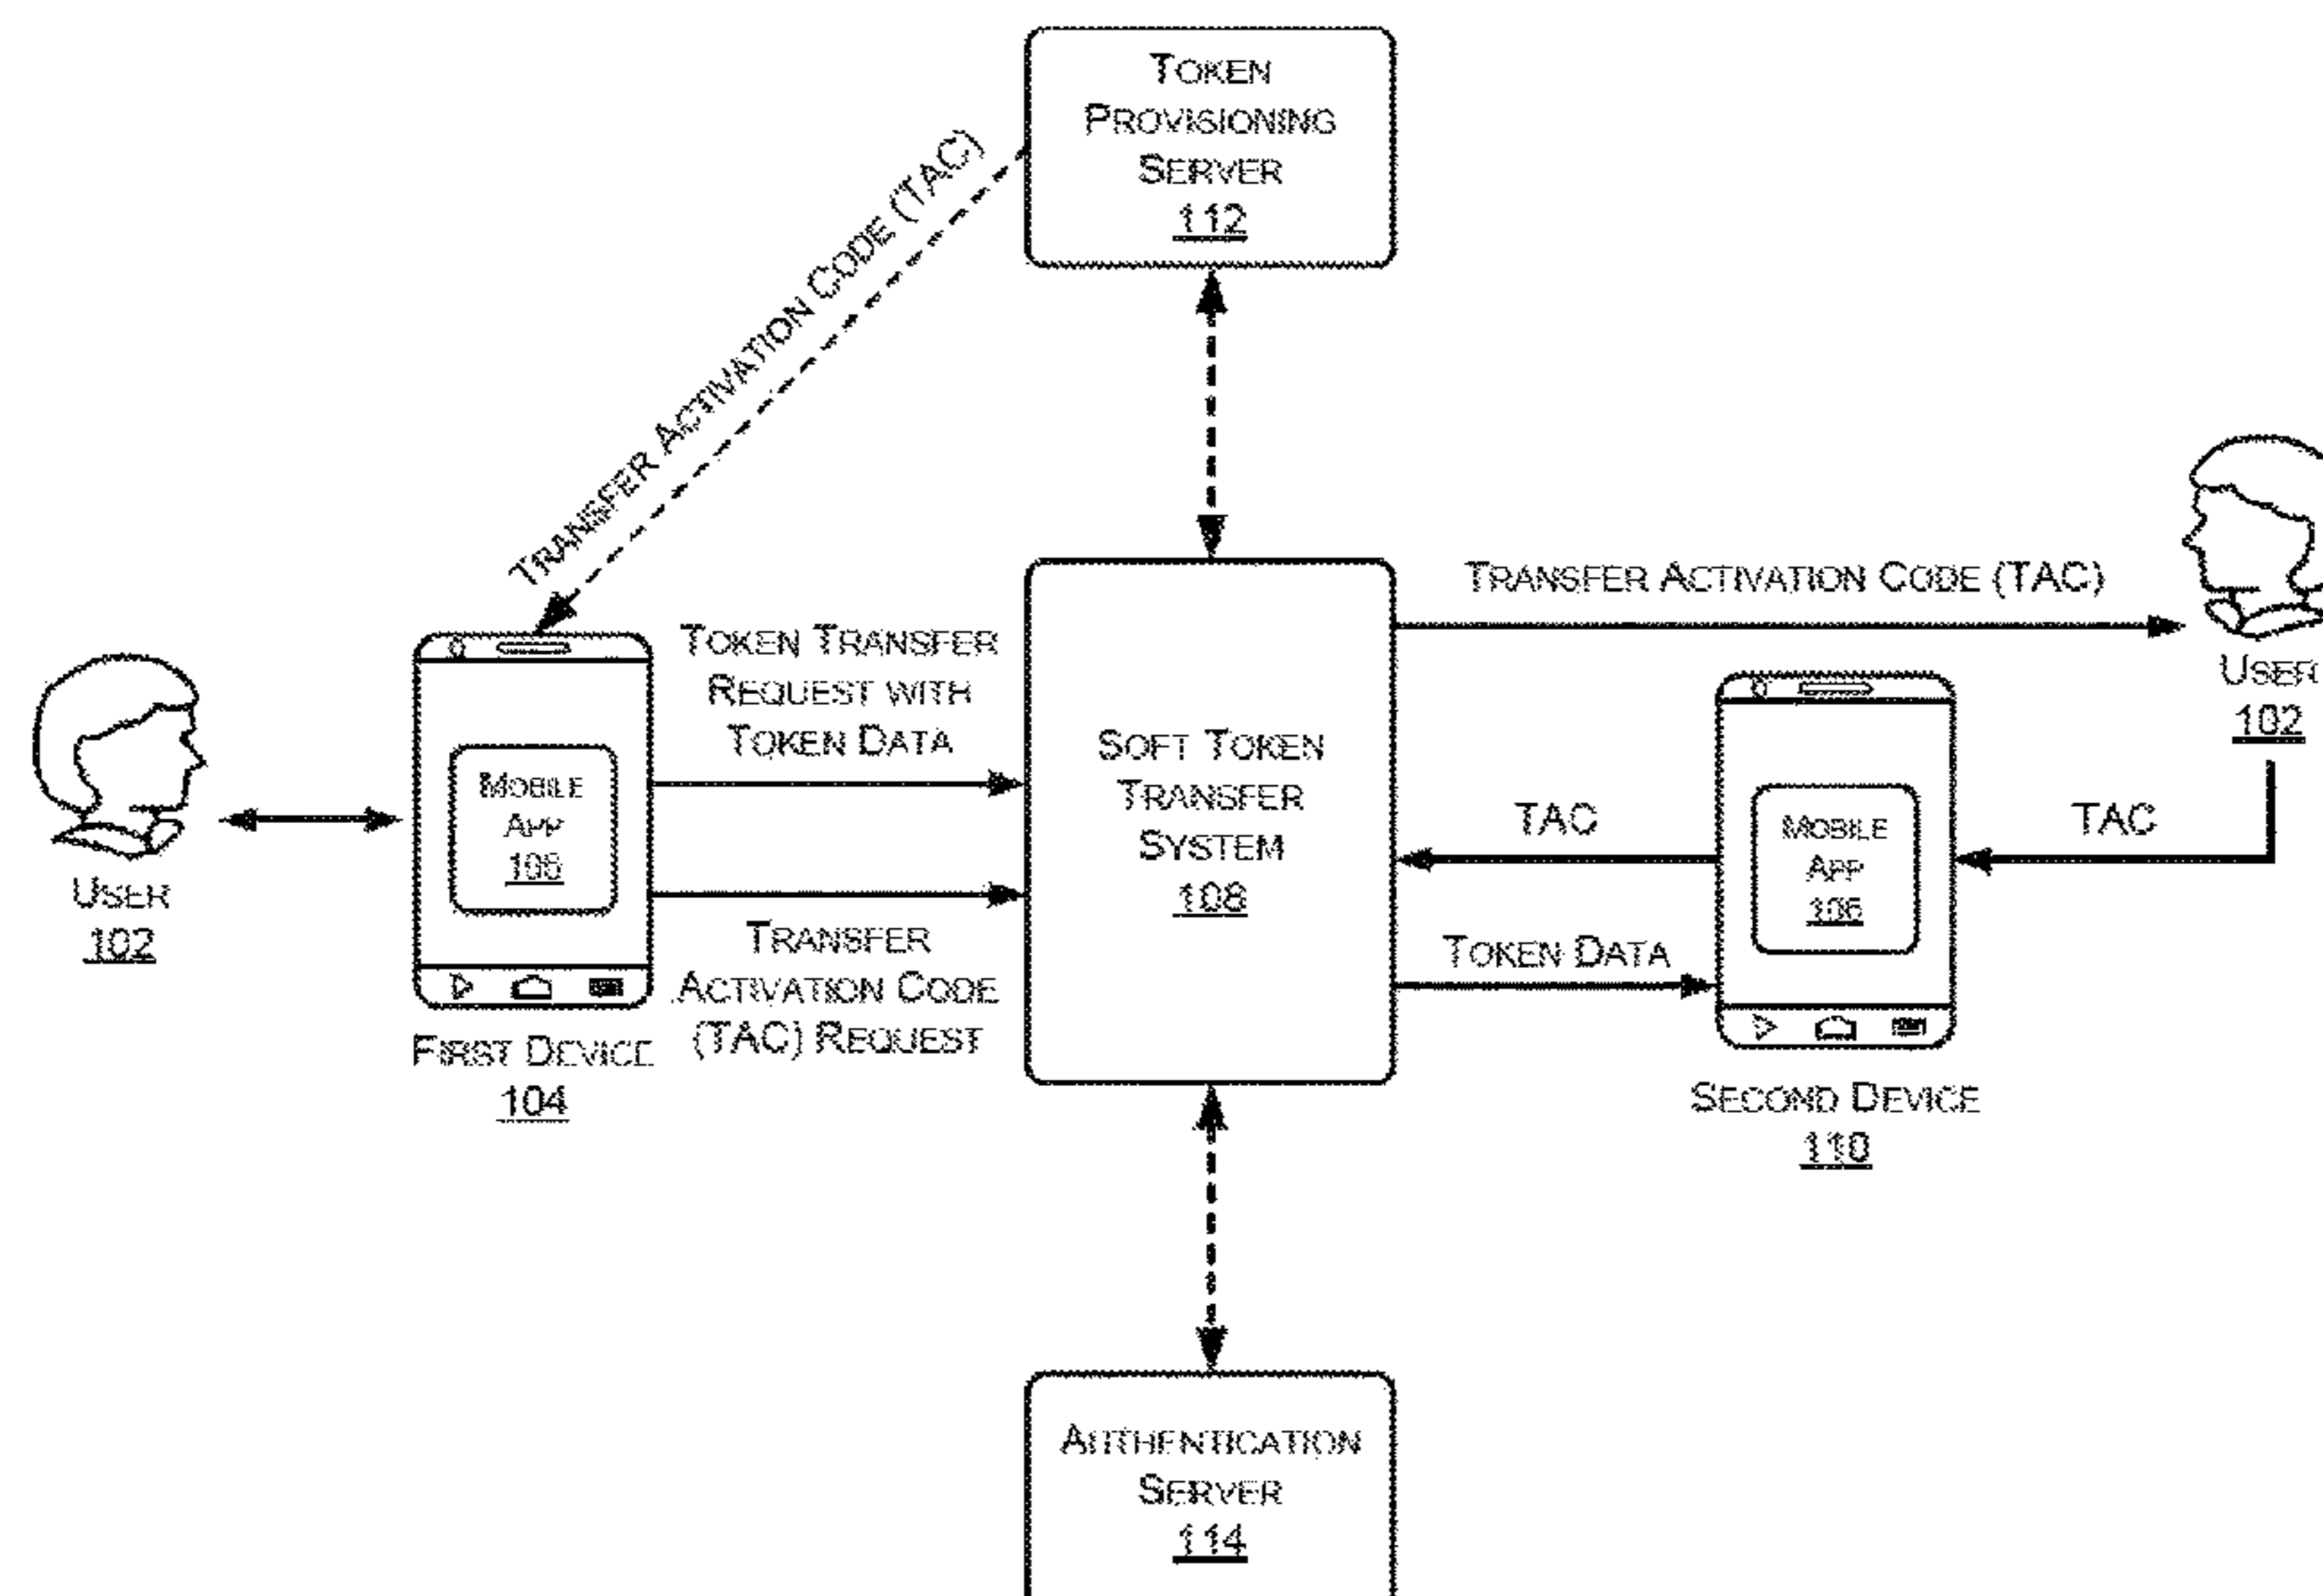 TOKEN
PROVISIONING
SERVER
112
TRANSFER ACTIVATION CODE (TAC)
TRANSFER ACTIVATION CODE (TAC)
USER
102
TOKEN TRANSFER
REQUEST WITH
TOKEN DATA
MOBILE
APP
106
USER
102
TRANSFER
ACTIVATION CODE
(TAC) REQUEST
FIRST DEVICE
104
SOFT TOKEN
TRANSFER
SYSTEM
108
TAC
TOKEN DATA
MOBILE
APP
106
TAC
SECOND DEVICE
110
AUTHENTICATION
SERVER
114